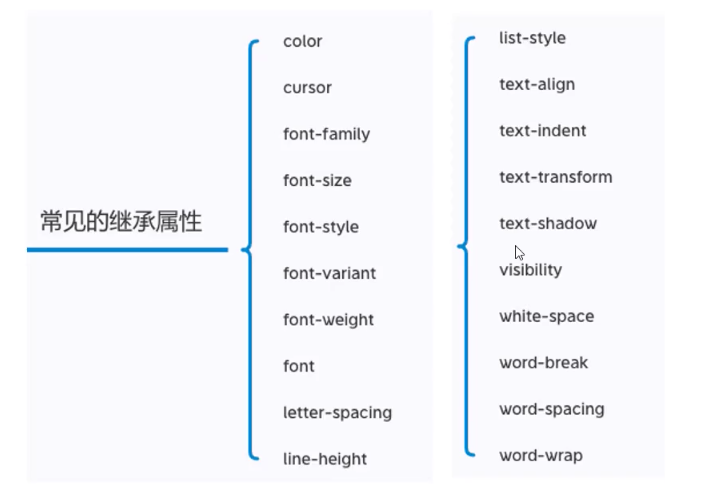 常见的继承属性
color
cursor
font-family
font-size
font-style
font-variant
font-weight
font
letter-spacing
line-height
list-style
text-align
text-indent
text-transform
text-shadow
visibility
white-space
word-break
word-spacing
word-wrap